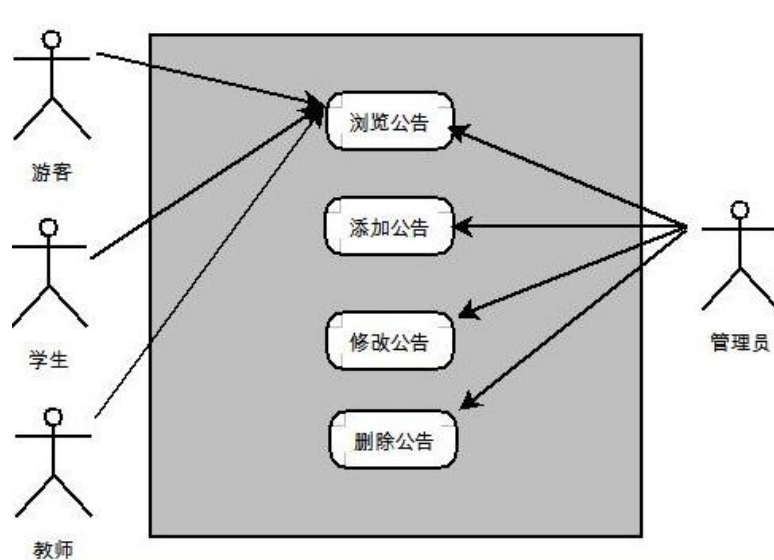 浏览公告
游客
添加公告
修改公告
管理员
学生
删除公告
教师